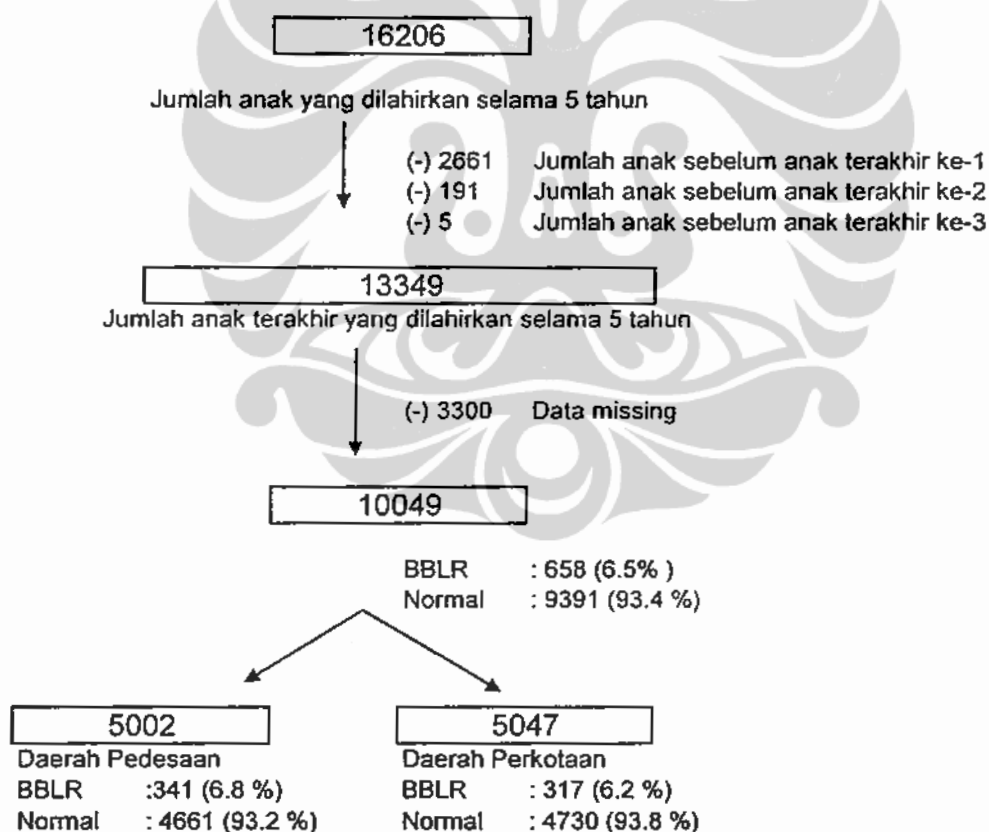 16206
Jumlah anak yang dilahirkan selama 5 tahun
(-) 2661 Jumlah anak sebelum anak terakhir ke-1
(-) 191 Jumlah anak sebelum anak terakhir ke-2
(-) 5 Jumlah anak sebelum anak terakhir ke-3
13349
Jumlah anak terakhir yang dilahirkan selama 5 tahun
(-) 3300 Data missing
10049
BBLR : 658 (6.5% )
Normal : 9391 (93.4 %)
5002
Daerah Pedesaan
BBLR :341 (6.8 %)
Normal : 4661 (93.2 %)
5047
Daerah Perkotaan
BBLR : 317 (6.2 %)
Normal : 4730 (93.8 %)